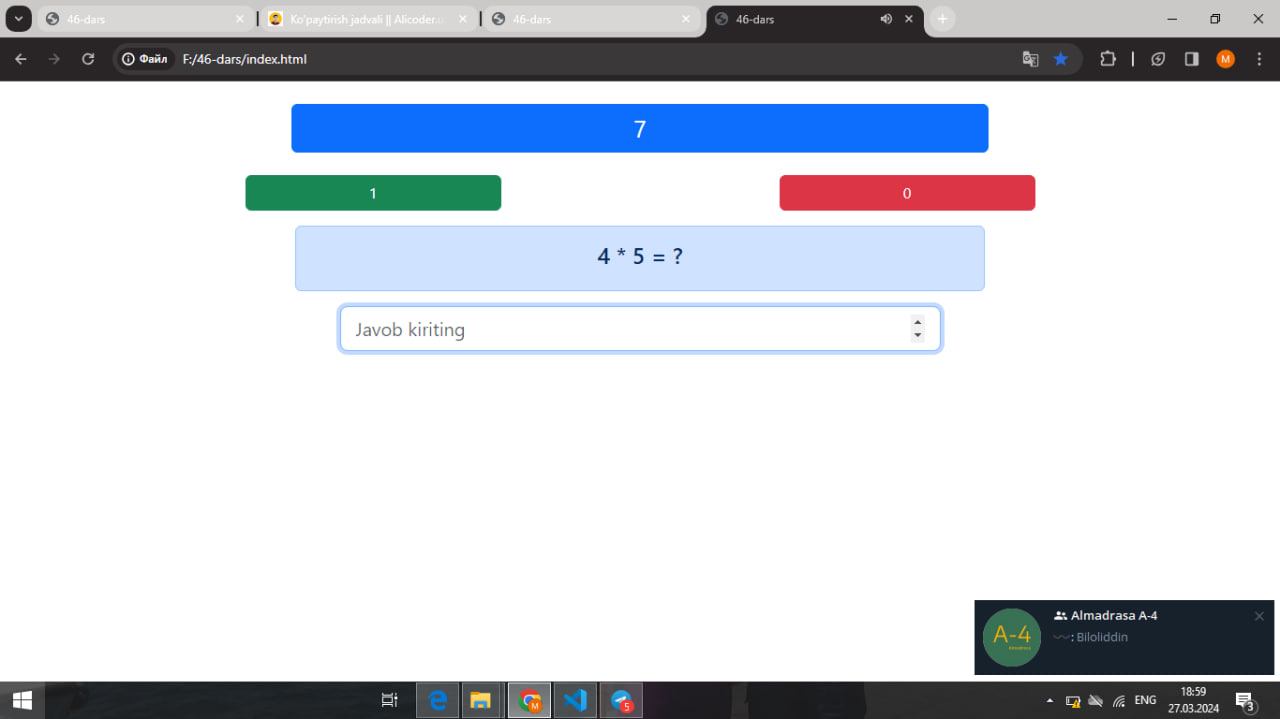 46-dars
Ko'paytirish jadvali || Alicoder.u
46-dars
46-dars
Файл F:/46-dars/index.html
M
7
1
0
4 * 5 = ?
Javob kiriting
A-4
Almadrasa A-4
: Biloliddin
M
5
ENG
18:59
27.03.2024
3